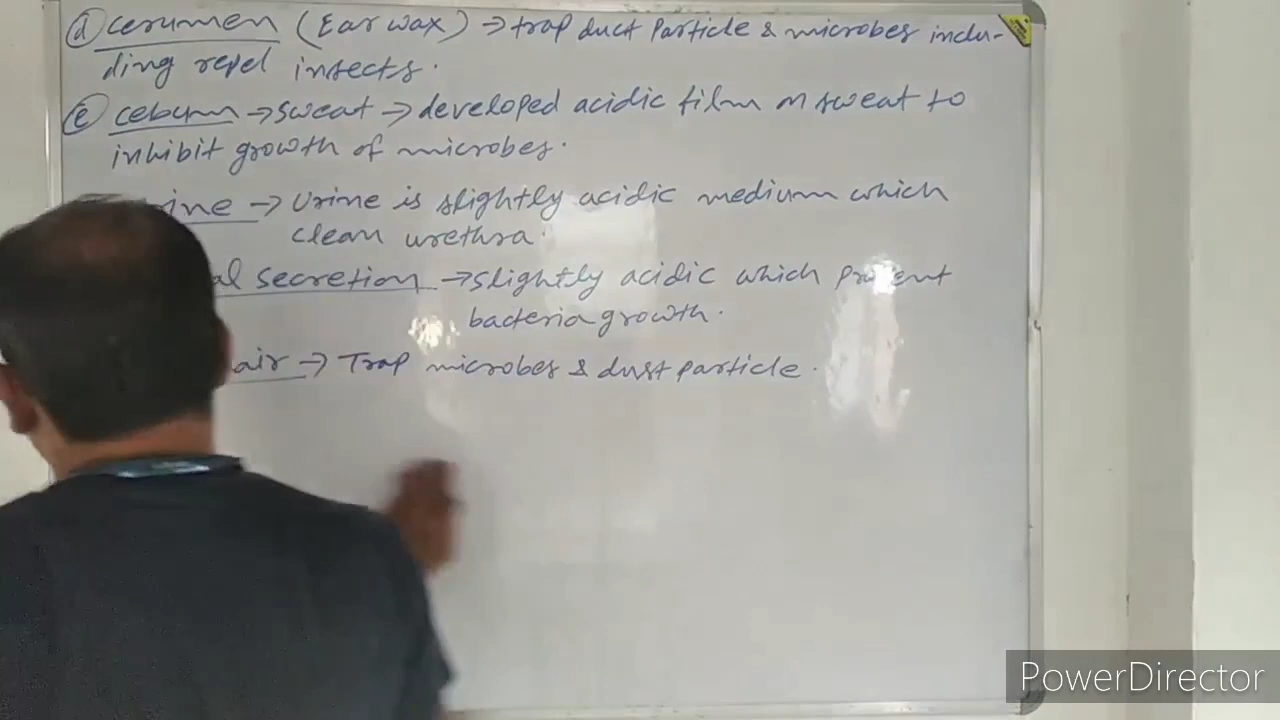 d cerumen (Ear wax) → trap duct Particle & microbes inclu-
ding repel insects.
e cebum → sweat → developed acidic film on sweat to
inhibit growth of microbes.
rine → Urine is slightly acidic medium which
clean urethra.
al secretion → slightly acidic which prevent
bacteria growth.
air → Trap microbes & dust particle.
PowerDirector